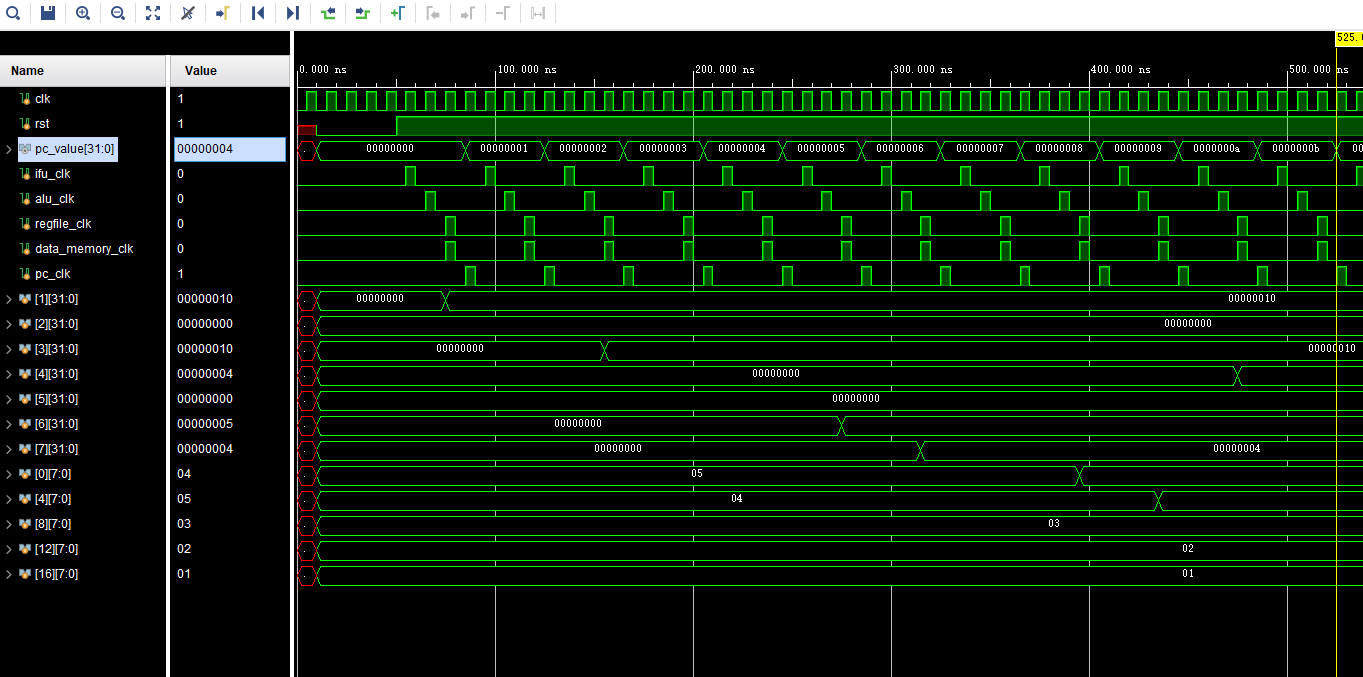 525.
Name Value 0.000 ns 100.000 ns 200.000 ns 300.000 ns 400.000 ns 500.000 ns
clk 1
rst 1
pc_value[31:0] 00000004 00000000 00000001 00000002 00000003 00000004 00000005 00000006 00000007 00000008 00000009 0000000a 0000000b 00
ifu_clk 0
alu_clk 0
regfile_clk 0
data_memory_clk 0
pc_clk 1
[1][31:0] 00000010 00000000 00000010
[2][31:0] 00000000 00000000
[3][31:0] 00000010 00000000 00000010
[4][31:0] 00000004 00000000
[5][31:0] 00000000 00000000
[6][31:0] 00000005 00000000
[7][31:0] 00000004 00000000 00000004
[0][7:0] 04 05
[4][7:0] 05 04
[8][7:0] 03 03
[12][7:0] 02 02
[16][7:0] 01 01